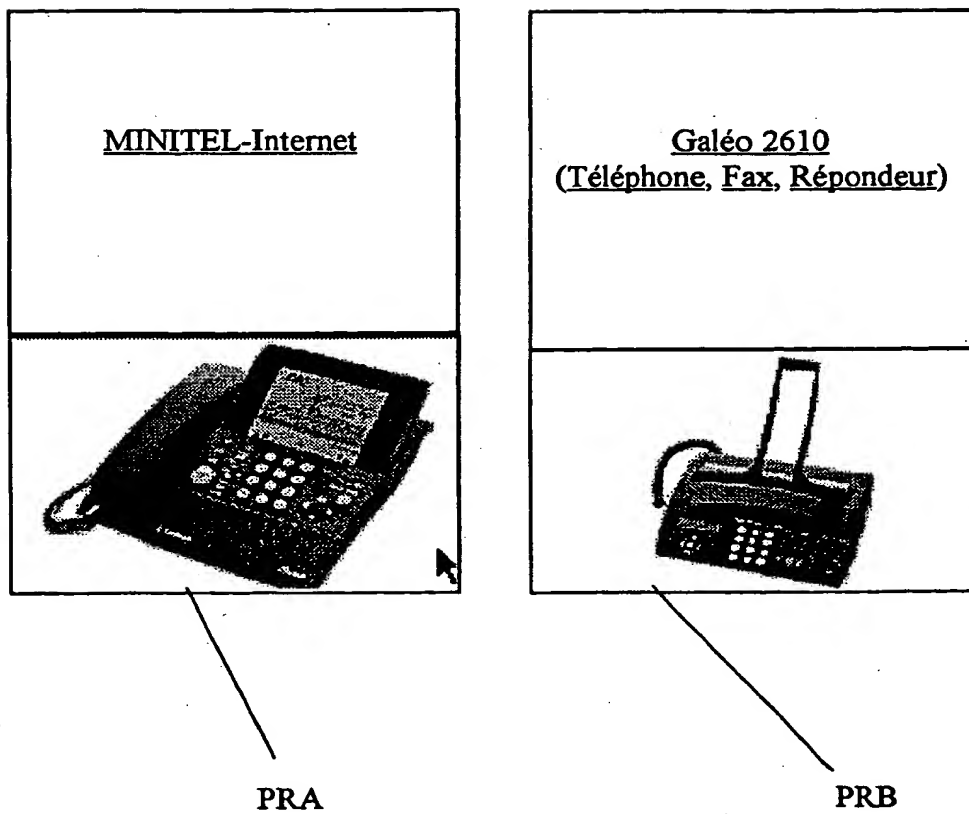 MINITEL-Internet
Galéo 2610
(Téléphone, Fax, Répondeur)
PRA
PRB